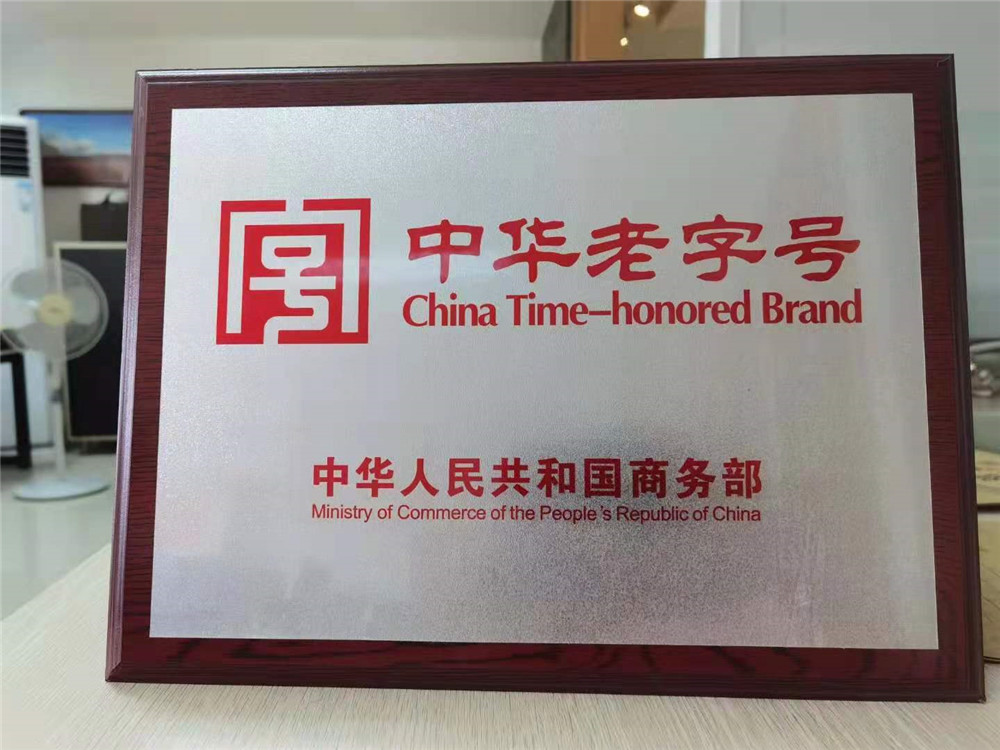 中华老字号
China Time-honored Brand
中华人民共和国商务部
Ministry of Commerce of the People's Republic of China